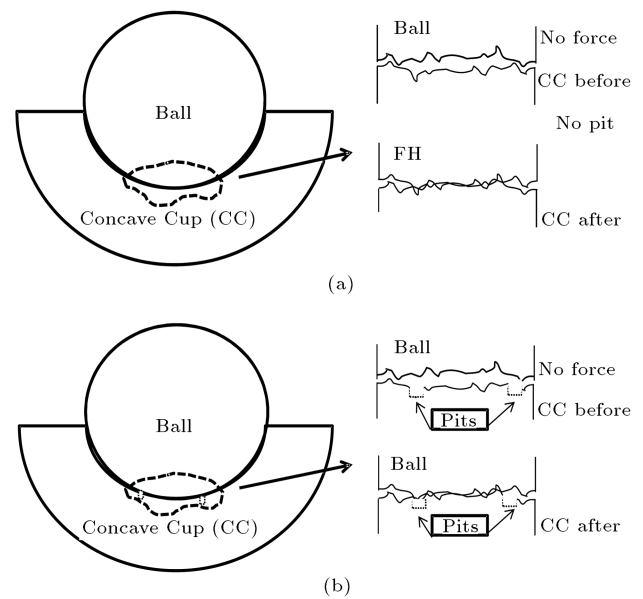 Ball
Concave Cup (CC)
Ball
No force
CC before
No pit
FH
CC after
(a)
Ball
Concave Cup (CC)
Ball
No force
CC before
Pits
Ball
Pits
CC after
(b)